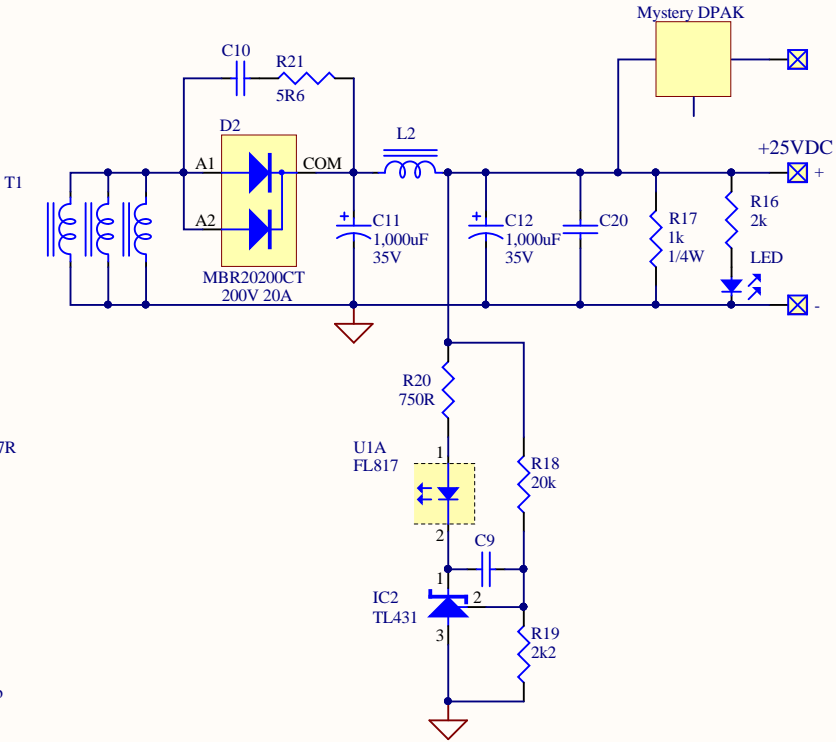 Mystery DPAK
C10
R21
5R6
D2
A1
COM
A2
MBR20200CT
200V 20A
T1
L2
+
C11
1,000uF
35V
+
C12
1,000uF
35V
C20
R17
1k
1/4W
R16
2k
LED
+25VDC
+
-
R20
750R
7R
U1A
FL817
1
2
R18
20k
C9
1
2
3
IC2
TL431
R19
2k2